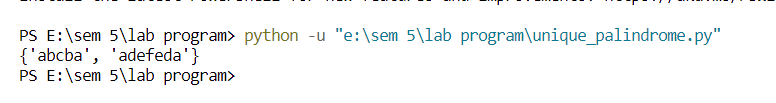 PS E:\sem 5\lab program> python -u "e:\sem 5\lab program\unique_palindrome.py"
{'abcba', 'adefeda'}
PS E:\sem 5\lab program>